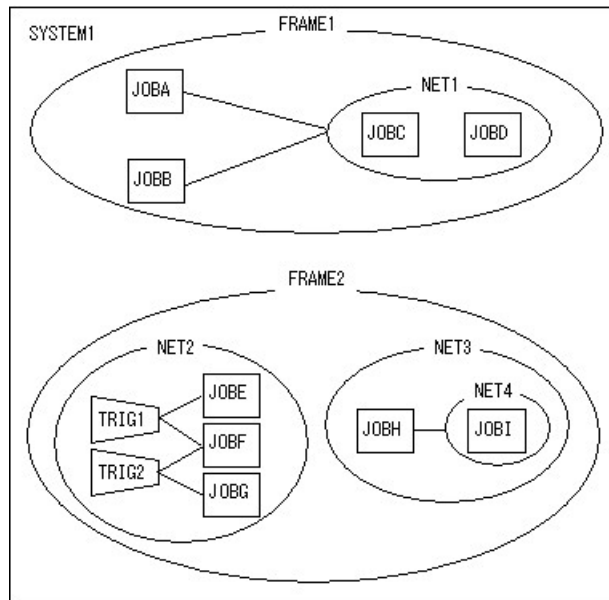 SYSTEM1
FRAME1
JOBA
NET1
JOBC
JOBD
JOBB
FRAME2
NET2
NET3
TRIG1
JOBE
NET4
JOBF
JOBH
JOBI
TRIG2
JOBG